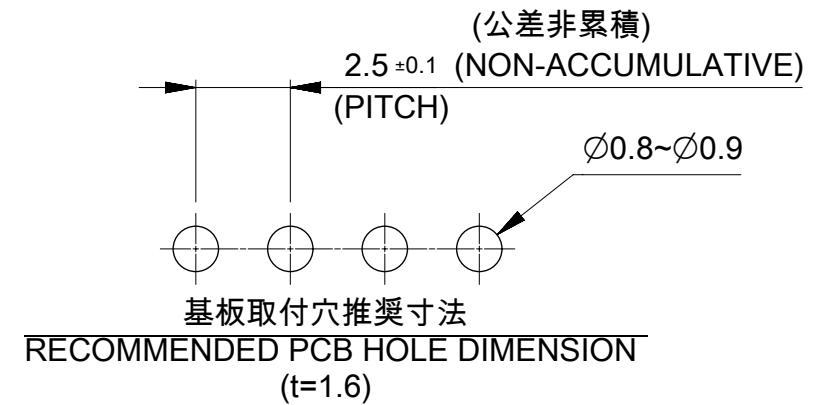 (公差非累積)
2.5 ±0.1 (NON-ACCUMULATIVE)
(PITCH)
∅0.8~∅0.9
基板取付穴推奨寸法
RECOMMENDED PCB HOLE DIMENSION
(t=1.6)